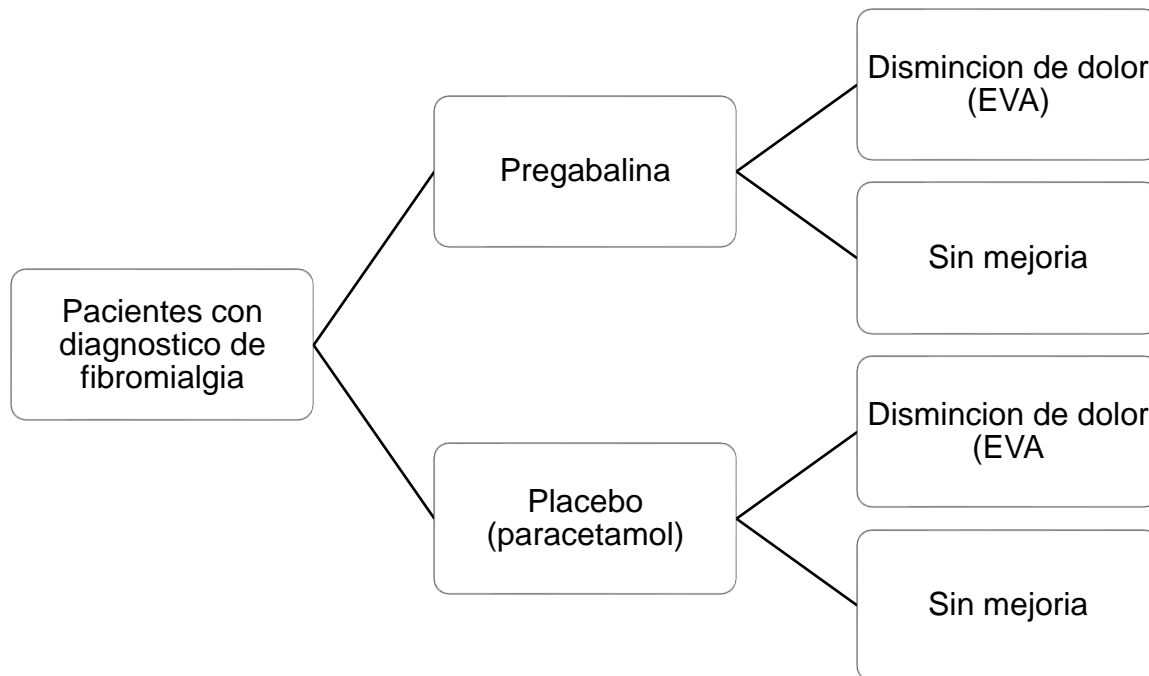 Pacientes con
diagnostico de
fibromialgia
Pregabalina
Dismincion de dolor
(EVA)
Sin mejoria
Placebo
(paracetamol)
Dismincion de dolor
(EVA
Sin mejoria